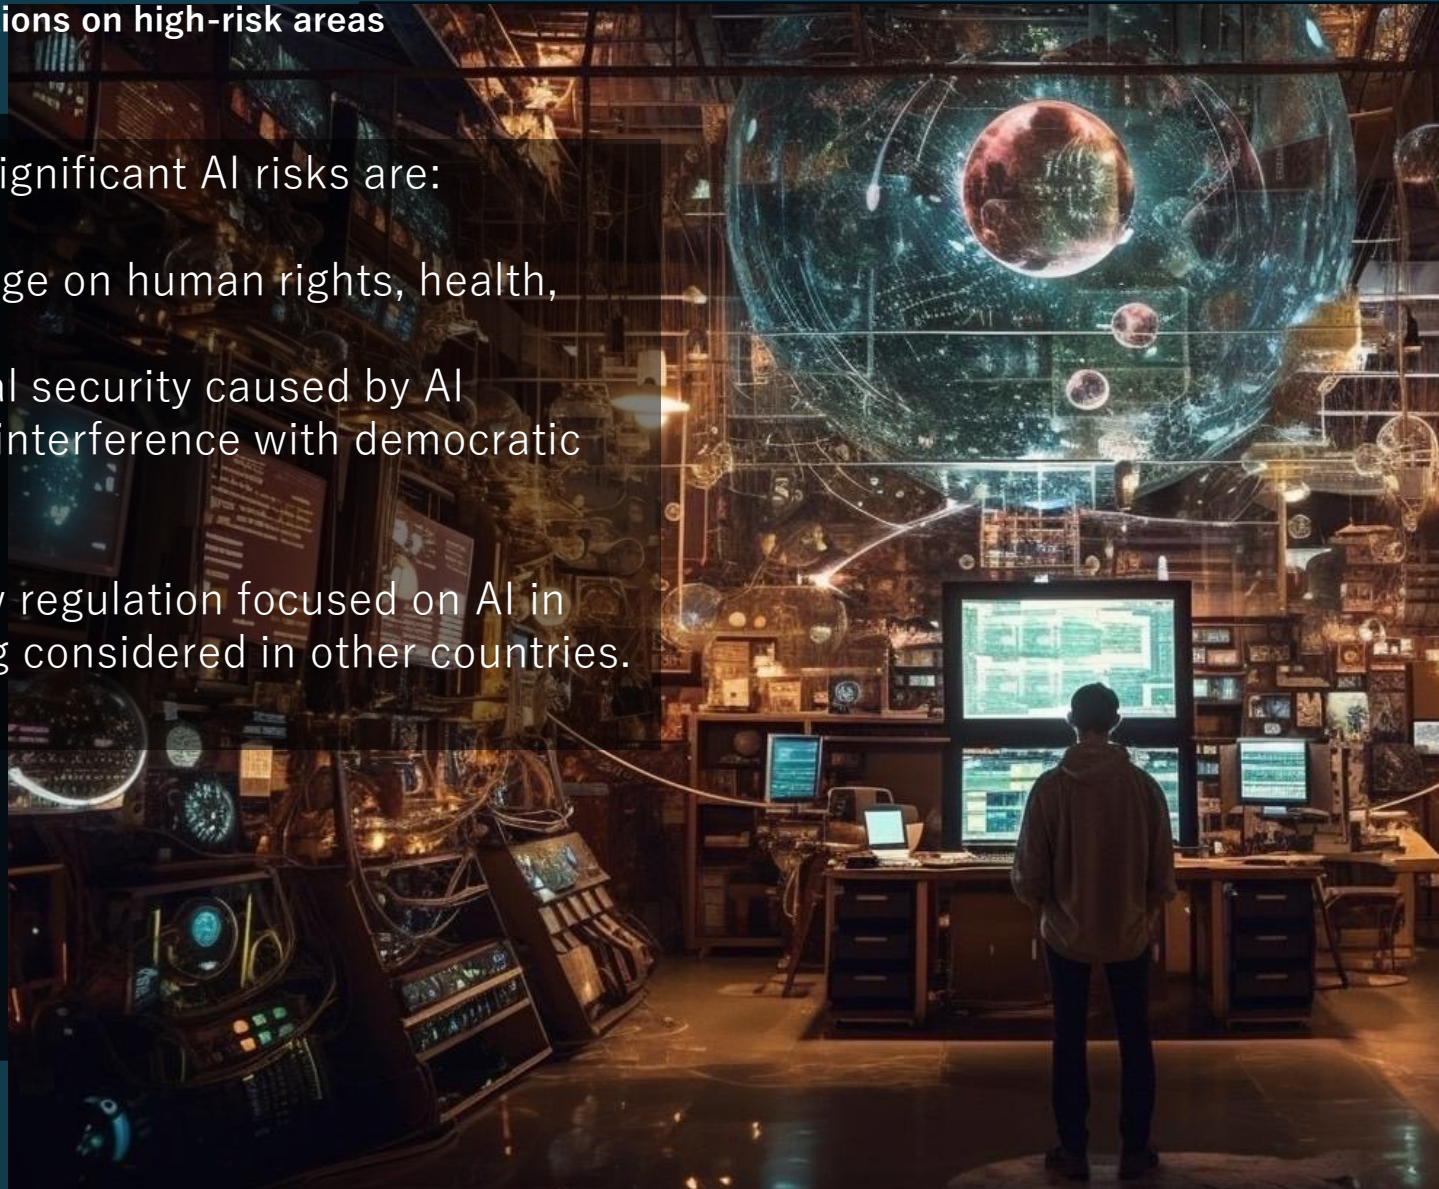 ions on high-risk areas
ignificant AI risks are:
ge on human rights, health,
al security caused by AI
interference with democratic
regulation focused on AI in
g considered in other countries.